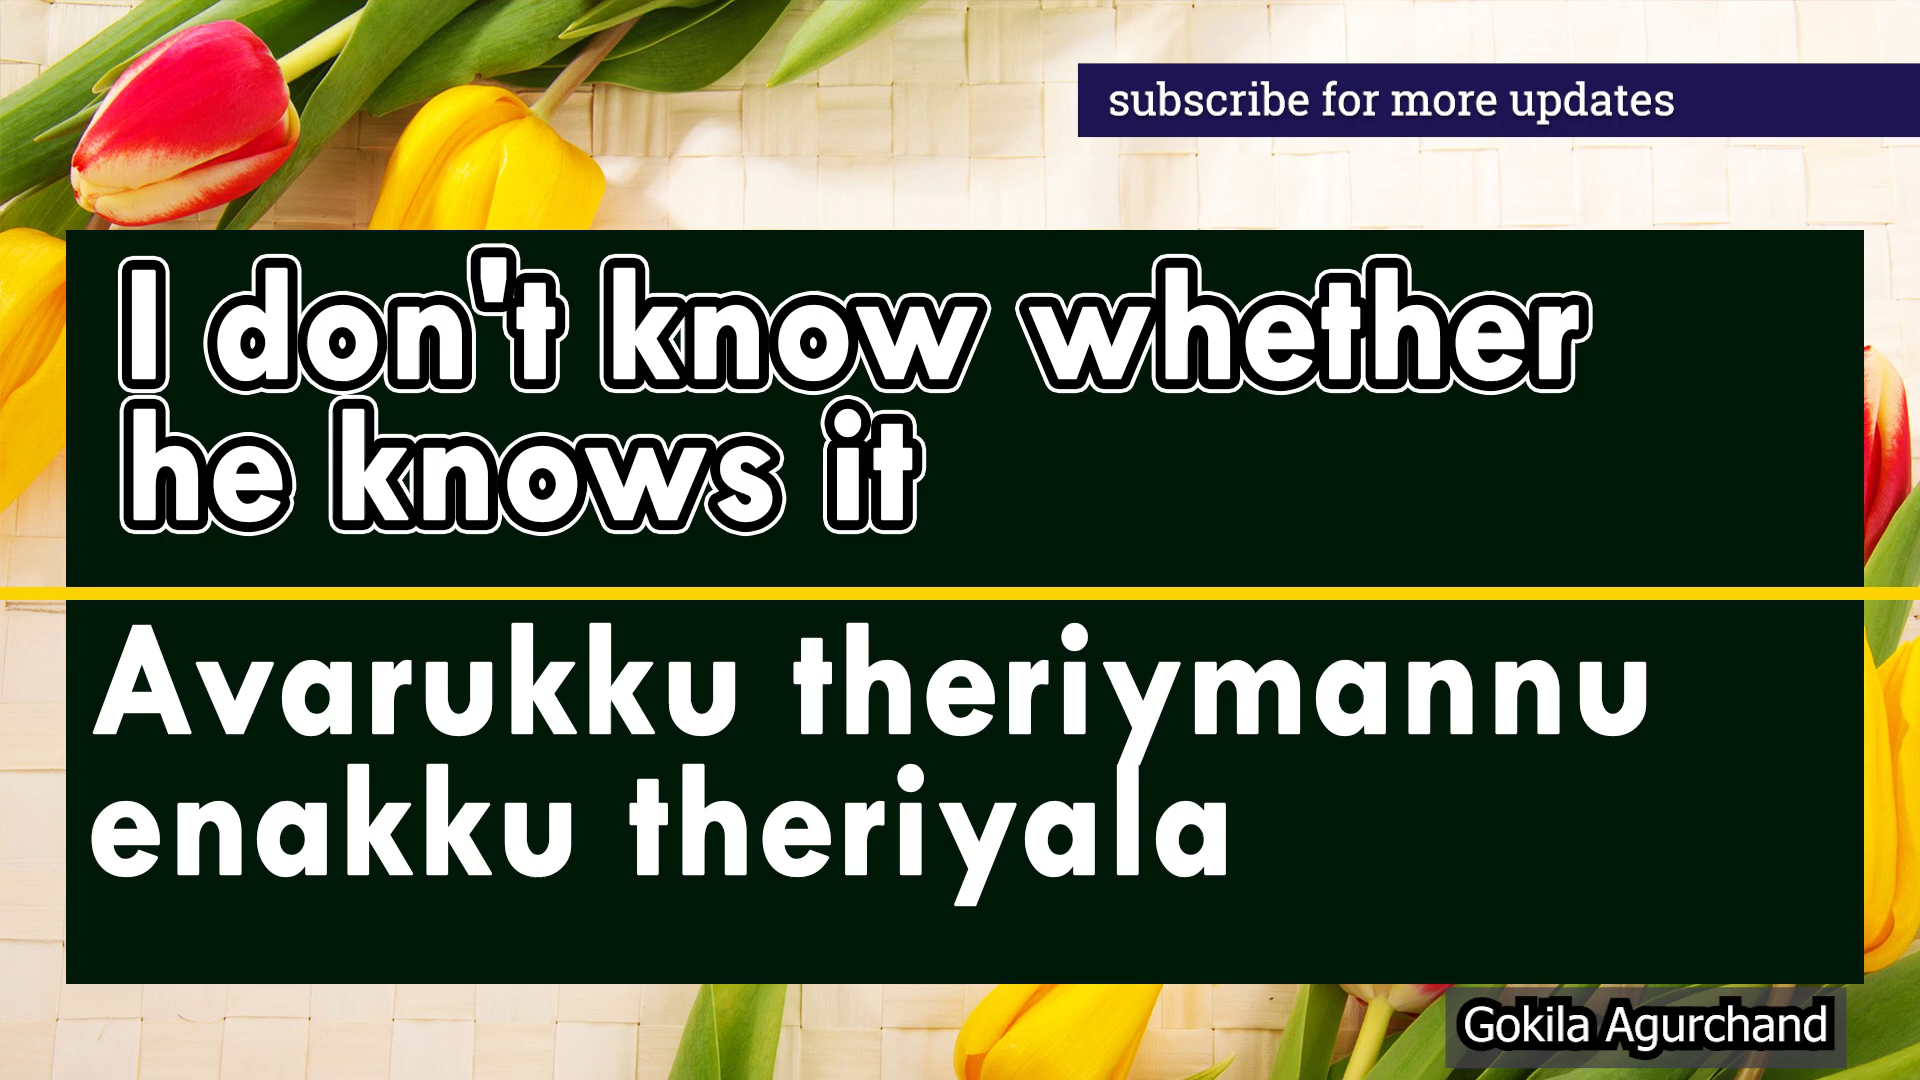 subscribe for more updates
I don't know whether
he knows it
Avarukku theriymannu
enakku theriyala
Gokila Agurchand